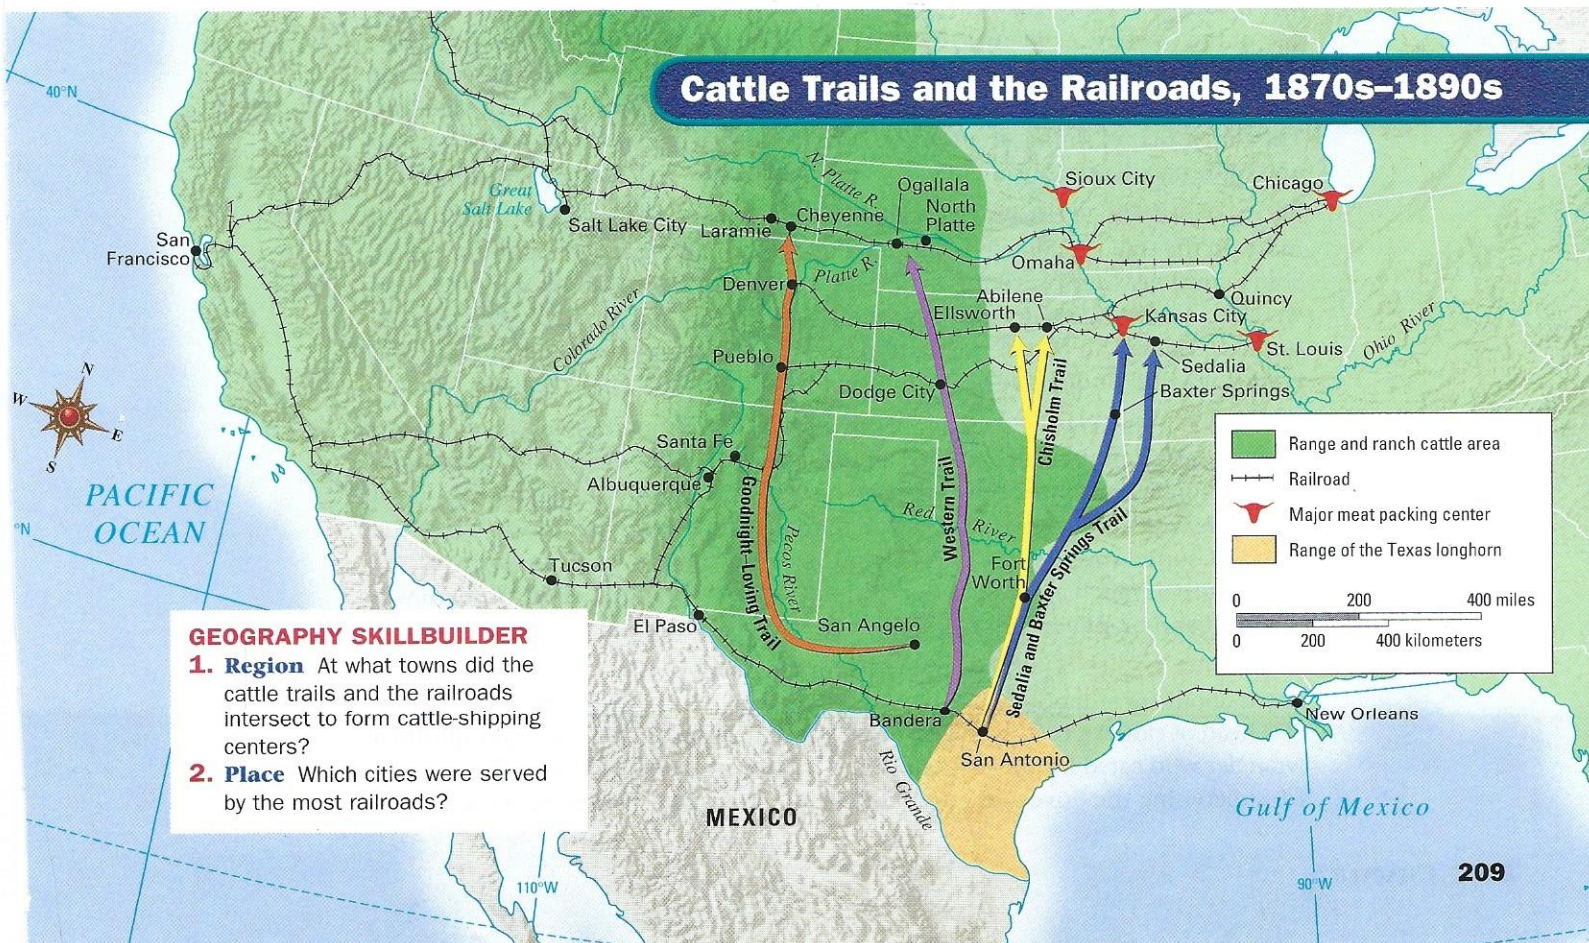 Cattle Trails and the Railroads, 1870s–1890s
40°N
Great
Salt Lake
Salt Lake City
San
Francisco
N. Platte R.
Ogallala
North
Platte
Sioux City
Chicago
Laramie
Cheyenne
Omaha
Denver
Platte R.
Abilene
Ellsworth
Quincy
Kansas City
Colorado River
Ohio River
St. Louis
Sedalia
Pueblo
Dodge City
Baxter Springs
Chisholm Trail
N
W
E
S
Santa Fe
Albuquerque
PACIFIC
OCEAN
°N
Goodnight–Loving Trail
Pecos River
Western Trail
Red River
Sedalia and Baxter Springs Trail
Fort
Worth
Tucson
El Paso
San Angelo
Bandera
San Antonio
New Orleans
Rio Grande
MEXICO
Gulf of Mexico
Range and ranch cattle area
Railroad
Major meat packing center
Range of the Texas longhorn
0 200 400 miles
0 200 400 kilometers
GEOGRAPHY SKILLBUILDER
1. Region At what towns did the
cattle trails and the railroads
intersect to form cattle-shipping
centers?
2. Place Which cities were served
by the most railroads?
110°W
90°W
209